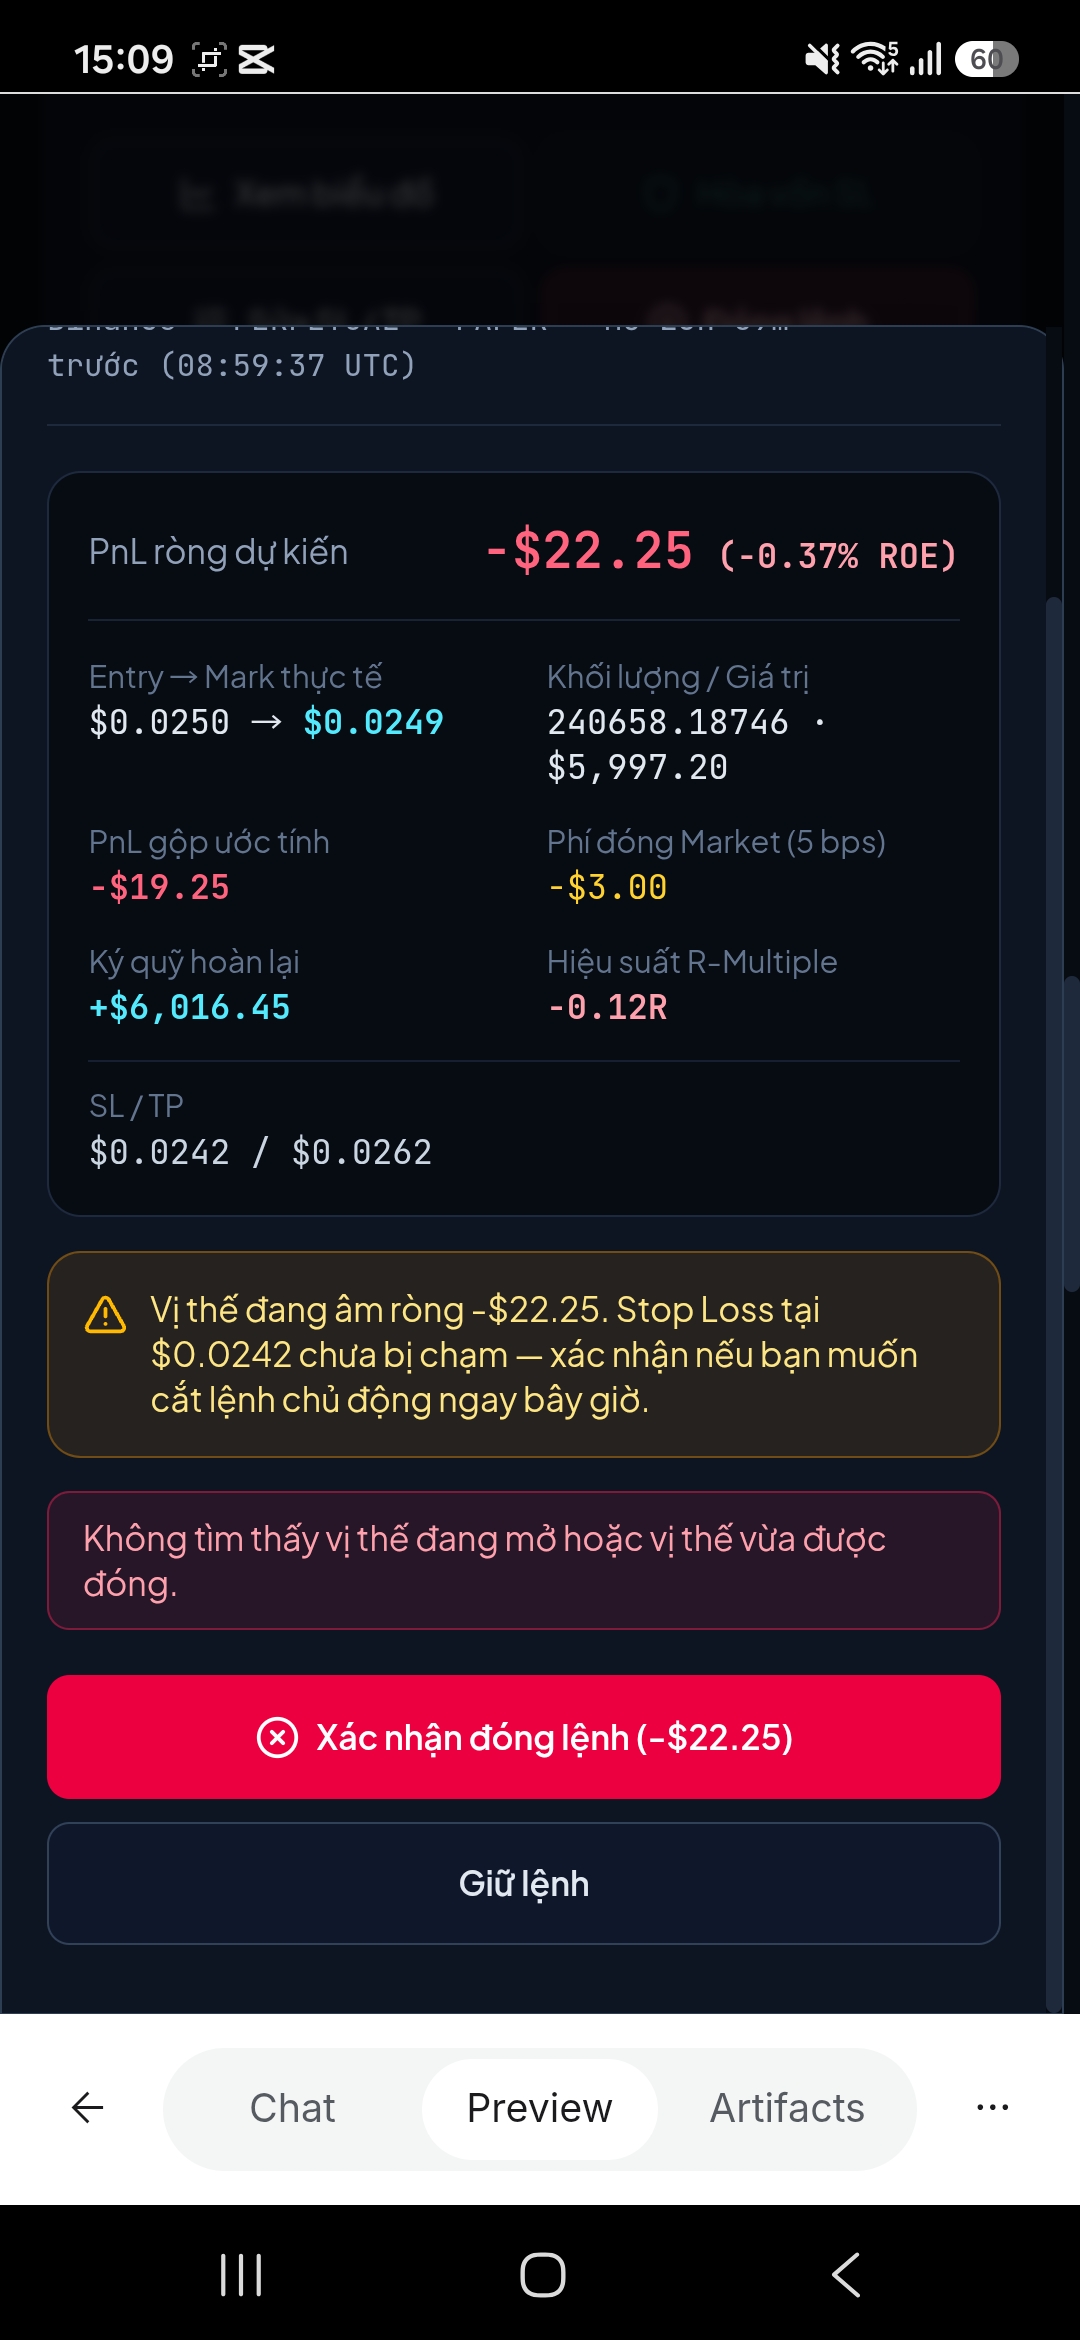 15:09
5
60
Xem biểu đồ
trước (08:59:37 UTC)
PnL ròng dự kiến
-$22.25 (-0.37% ROE)
Entry → Mark thực tế
$0.0250 → $0.0249
Khối lượng / Giá trị
240658.18746 ·
$5,997.20
PnL gộp ước tính
-$19.25
Phí đóng Market (5 bps)
-$3.00
Ký quỹ hoàn lại
+$6,016.45
Hiệu suất R-Multiple
-0.12R
SL / TP
$0.0242 / $0.0262
Vị thế đang âm ròng -$22.25. Stop Loss tại
$0.0242 chưa bị chạm — xác nhận nếu bạn muốn
cắt lệnh chủ động ngay bây giờ.
Không tìm thấy vị thế đang mở hoặc vị thế vừa được
đóng.
Xác nhận đóng lệnh (-$22.25)
Giữ lệnh
Chat
Preview
Artifacts